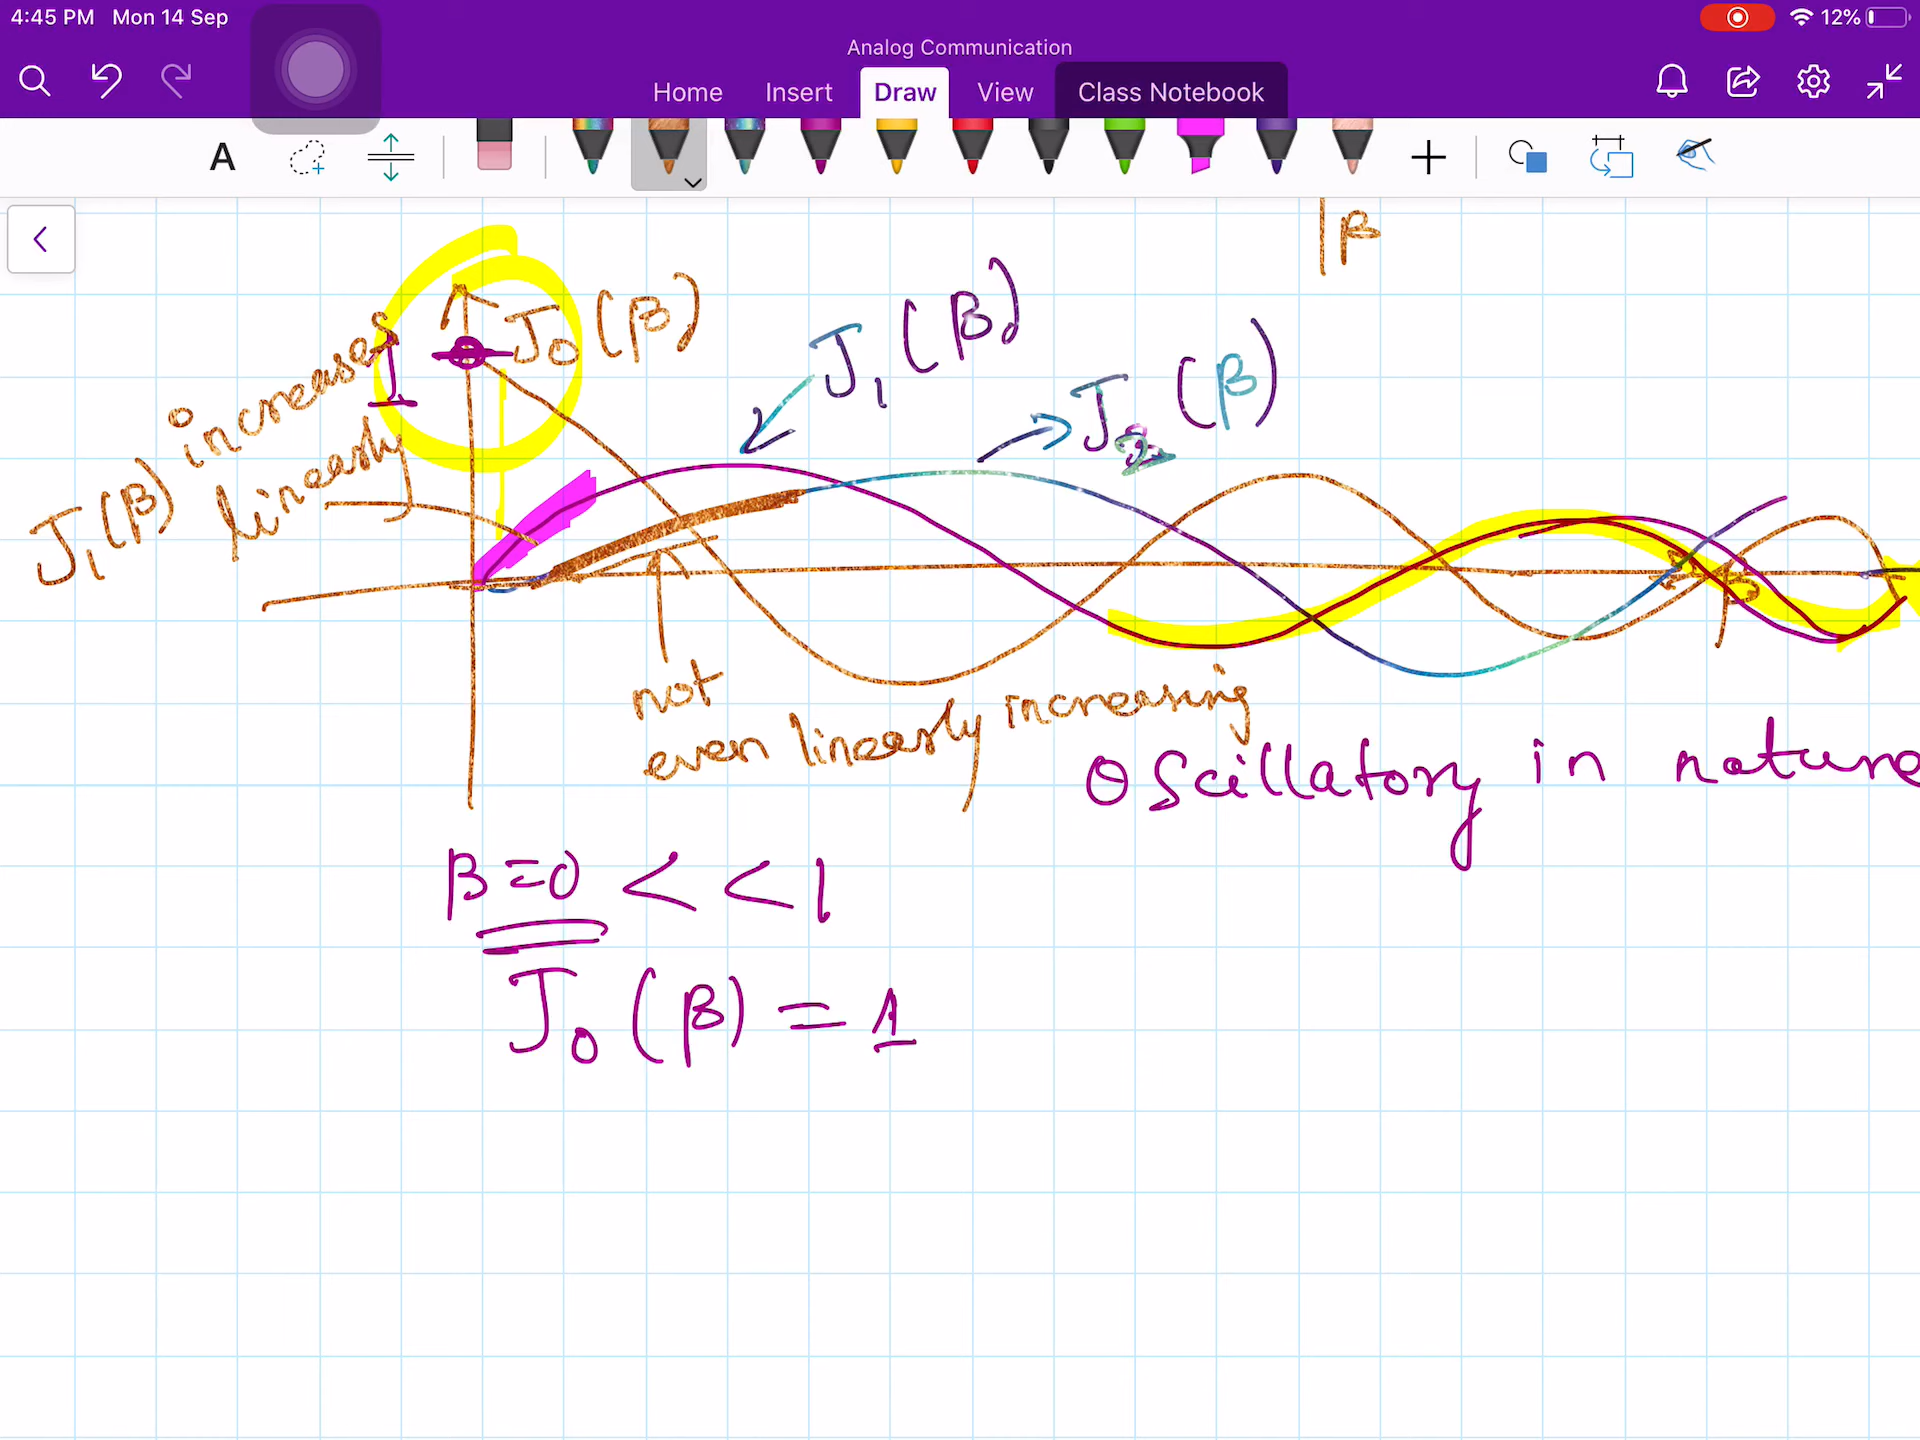 4:45 PM Mon 14 Sep
12%
Analog Communication
Home Insert Draw View Class Notebook
A
|β
J₀(β)
J₁(β)
J₂(β)
1
J₁(β) increases
linearly
β
not
even linearly increasing
Oscillatory in nature
β=0 < < 1
J₀(β) = 1